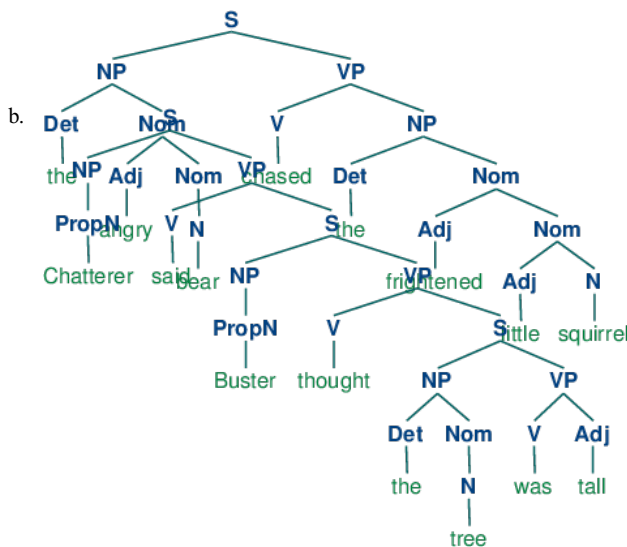 S
NP VP
b. Det Nom S V NP
the NP Adj Nom VP chased Det Nom
PropN angry V N S the Adj Nom
Chatterer said bear NP VP frightened Adj N
PropN V S little squirrel
Buster thought NP VP
Det Nom V Adj
the N was tall
tree